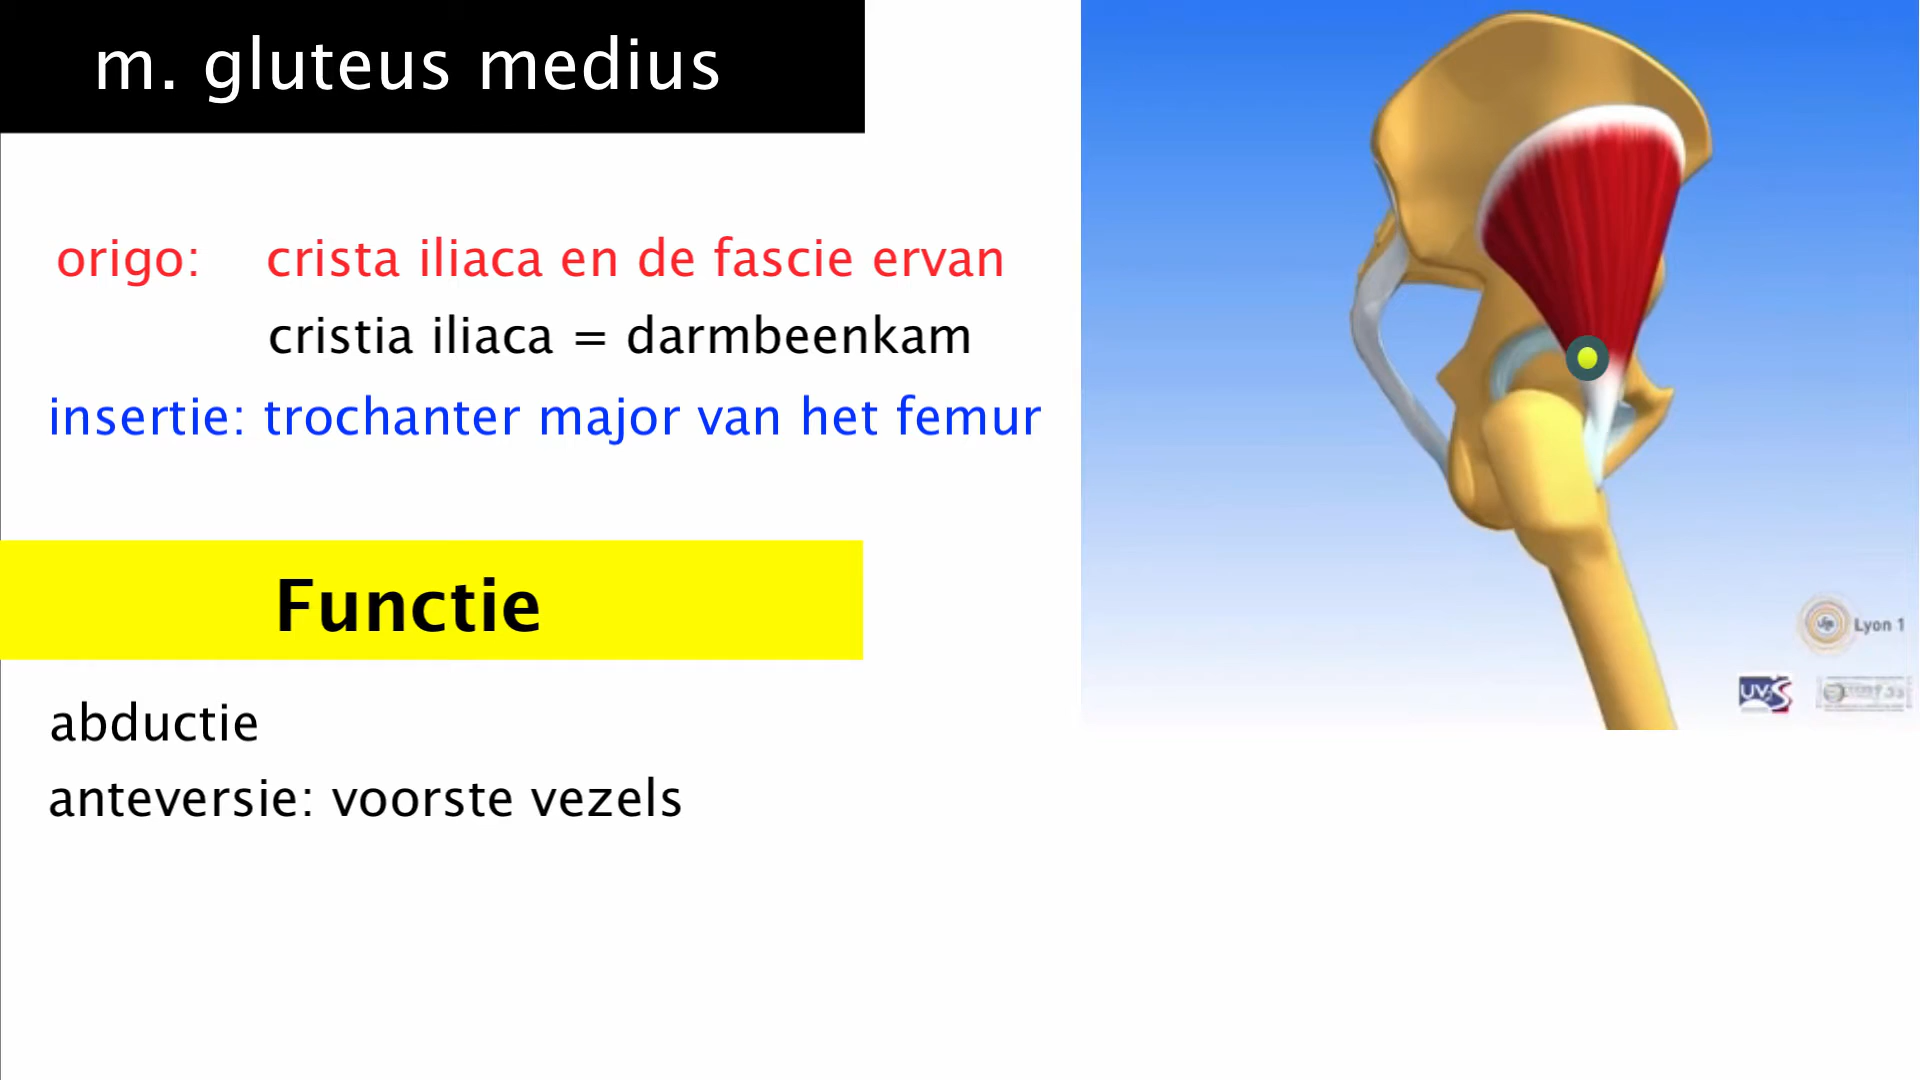 m. gluteus medius
origo: crista iliaca en de fascie ervan
cristia iliaca = darmbeenkam
insertie: trochanter major van het femur
Functie
abductie
anteversie: voorste vezels
Lyon 1